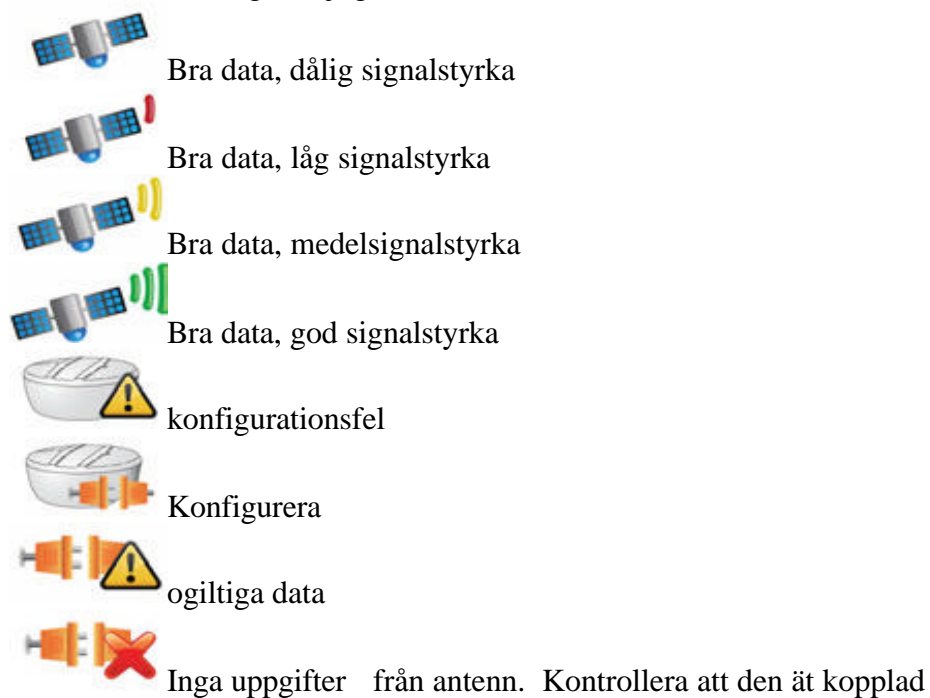 Bra data, dålig signalstyrka
Bra data, låg signalstyrka
Bra data, medelsignalstyrka
Bra data, god signalstyrka
konfigurationsfel
Konfigurera
ogiltiga data
Inga uppgifter från antenn. Kontrollera att den ät kopplad